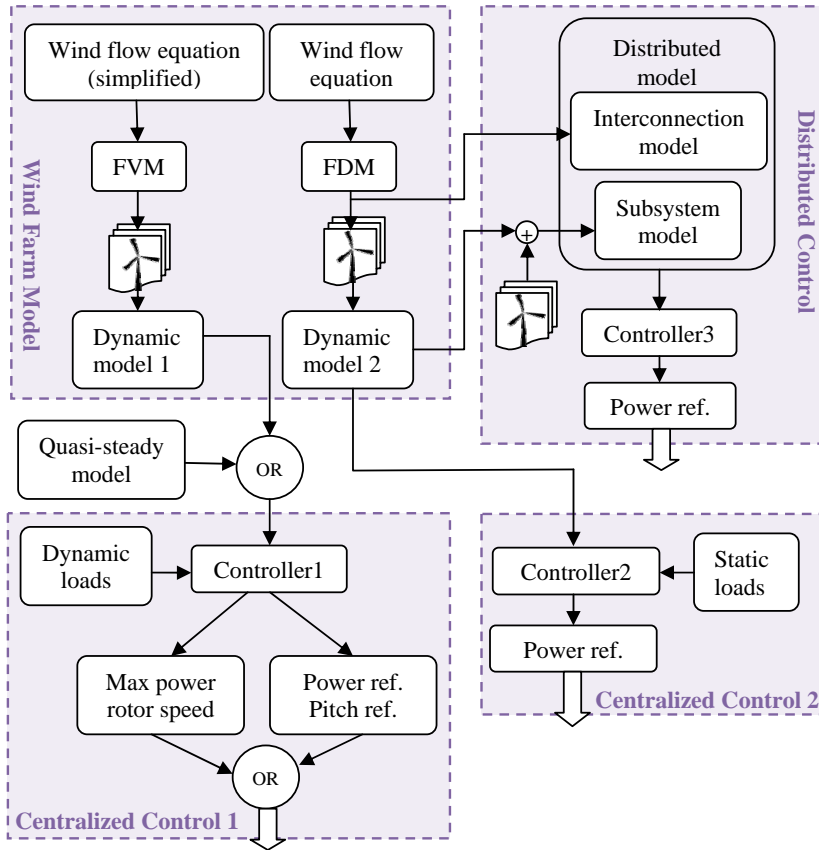 Wind flow equation
(simplified)
Wind flow
equation
FVM
FDM
Dynamic
model 1
Dynamic
model 2
Wind Farm Model
Distributed
model
Interconnection
model
Subsystem
model
+
Controller3
Power ref.
Distributed Control
Quasi-steady
model
OR
Dynamic
loads
Controller1
Max power
rotor speed
Power ref.
Pitch ref.
OR
Centralized Control 1
Controller2
Static
loads
Power ref.
Centralized Control 2